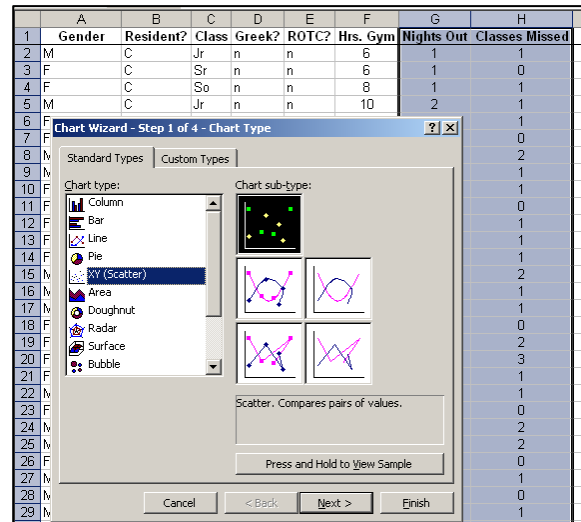 A B C D E F G H
1 Gender Resident? Class Greek? ROTC? Hrs. Gym Nights Out Classes Missed
2 M C Jr n n 6 1 1
3 F C Sr n n 6 1 0
4 F C So n n 8 1 1
5 M C Jr n n 10 2 1
6 F 1
Chart Wizard - Step 1 of 4 - Chart Type ? X
7 F 0
8 M 2
Standard Types Custom Types
9 M 1
Chart type: Chart sub-type:
10 F 1
Column
11 F 0
Bar
12 F 1
Line
13 F 1
Pie
14 F 1
XY (Scatter)
15 M 2
Area
16 M 1
Doughnut
17 M 1
Radar
18 F 0
Surface
19 F 2
Bubble
20 F 3
21 F 1
22 M 1
Scatter. Compares pairs of values.
23 F 0
24 M 2
25 M 2
Press and Hold to View Sample
26 F 0
27 M 1
Cancel < Back Next > Finish
28 M 0
29 M 1